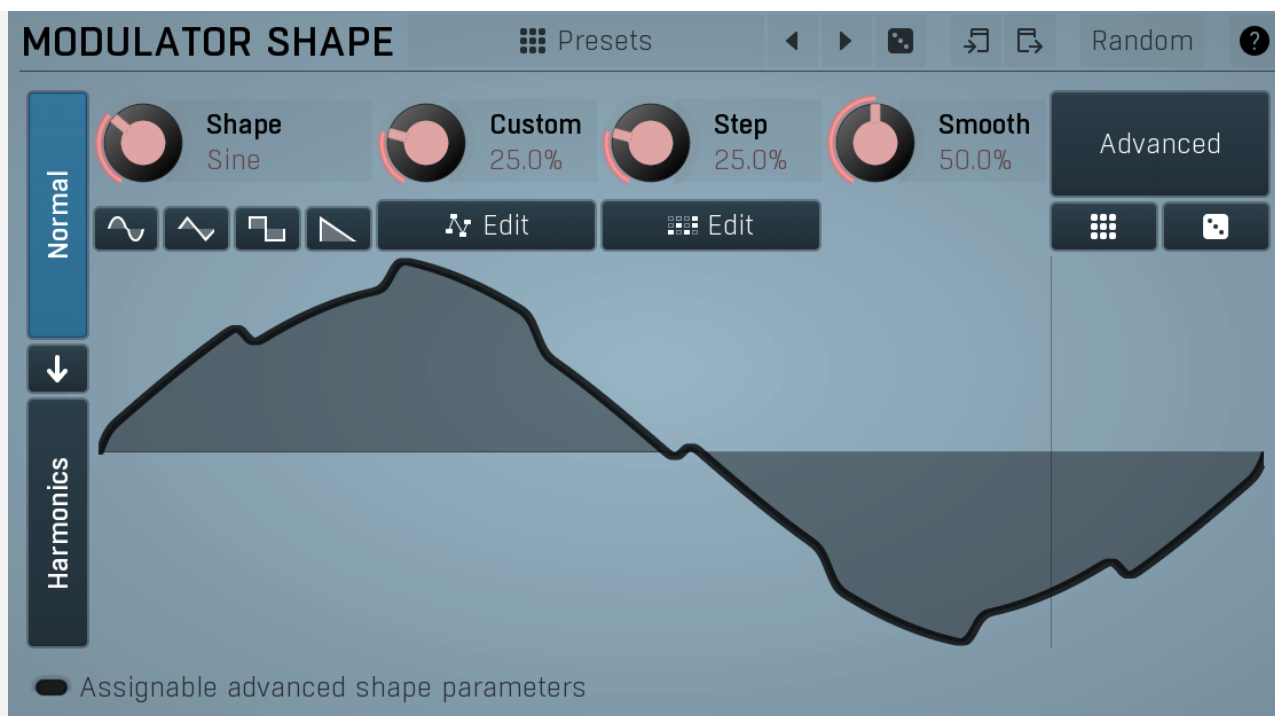 MODULATOR SHAPE
Presets
Random
?
Normal
Shape
Sine
Custom
25.0%
Step
25.0%
Smooth
50.0%
Advanced
Edit
Edit
Harmonics
Assignable advanced shape parameters